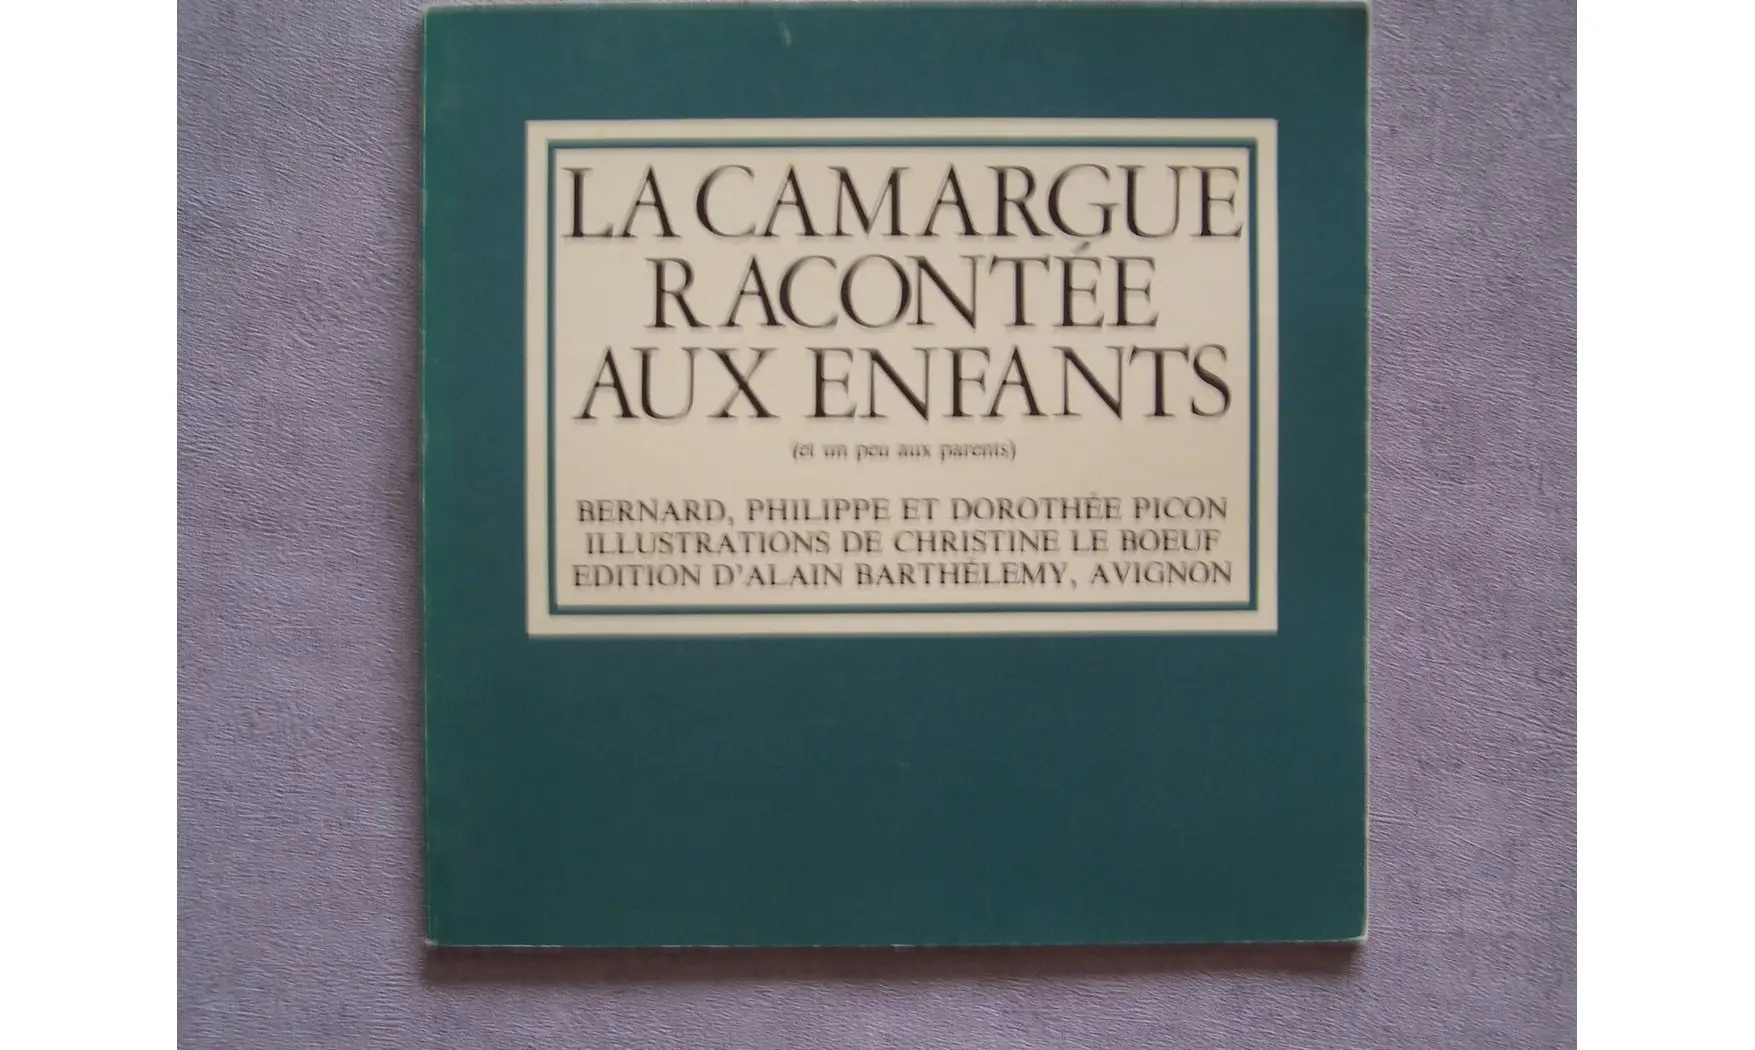 LA CAMARGUE
RACONTÉE
AUX ENFANTS
(et un peu aux parents)
BERNARD, PHILIPPE ET DOROTHÉE PICON
ILLUSTRATIONS DE CHRISTINE LE BOEUF
EDITION D'ALAIN BARTHÉLEMY, AVIGNON